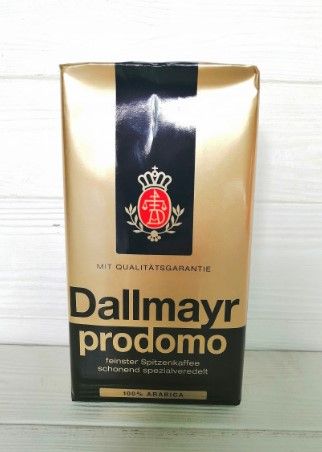 MIT QUALITÄTSGARANTIE
Dallmayr
prodomo
feinster Spitzenkaffee
schonend spezialveredelt
100% ARABICA